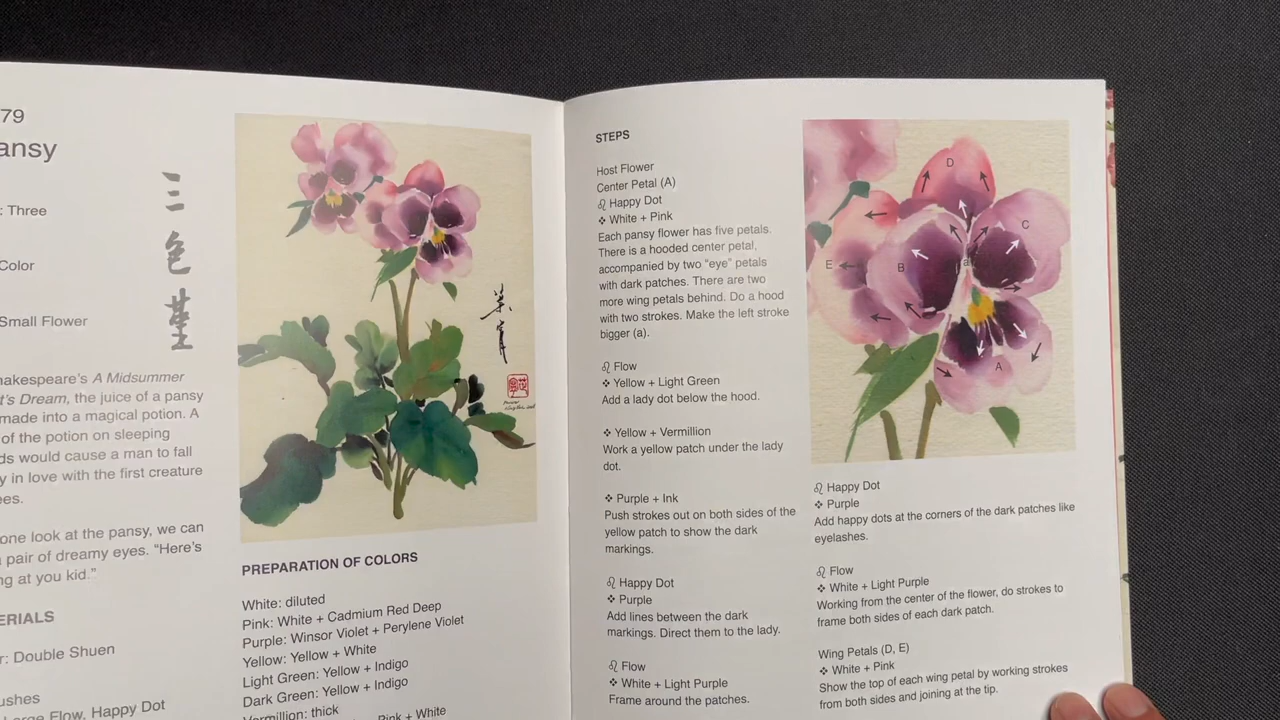 79
ansy
: Three
Color
Small Flower
三
色
堇
nakespeare's A Midsummer
t's Dream, the juice of a pansy
made into a magical potion. A
of the potion on sleeping
ds would cause a man to fall
y in love with the first creature
ees.
one look at the pansy, we can
a pair of dreamy eyes. “Here's
ng at you kid.”
ERIALS
r: Double Shuen
ushes
Large Flow, Happy Dot
PREPARATION OF COLORS
White: diluted
Pink: White + Cadmium Red Deep
Purple: Winsor Violet + Perylene Violet
Yellow: Yellow + White
Light Green: Yellow + Indigo
Dark Green: Yellow + Indigo
Vermillion: thick
Pink + White
STEPS
Host Flower
Center Petal (A)
Happy Dot
❖ White + Pink
Each pansy flower has five petals.
There is a hooded center petal,
accompanied by two “eye” petals
with dark patches. There are two
more wing petals behind. Do a hood
with two strokes. Make the left stroke
bigger (a).
Flow
❖ Yellow + Light Green
Add a lady dot below the hood.
❖ Yellow + Vermillion
Work a yellow patch under the lady
dot.
❖ Purple + Ink
Push strokes out on both sides of the
yellow patch to show the dark
markings.
Happy Dot
❖ Purple
Add lines between the dark
markings. Direct them to the lady.
Flow
❖ White + Light Purple
Frame around the patches.
D
C
E
B
a
A
Happy Dot
❖ Purple
Add happy dots at the corners of the dark patches like
eyelashes.
Flow
❖ White + Light Purple
Working from the center of the flower, do strokes to
frame both sides of each dark patch.
Wing Petals (D, E)
❖ White + Pink
Show the top of each wing petal by working strokes
from both sides and joining at the tip.